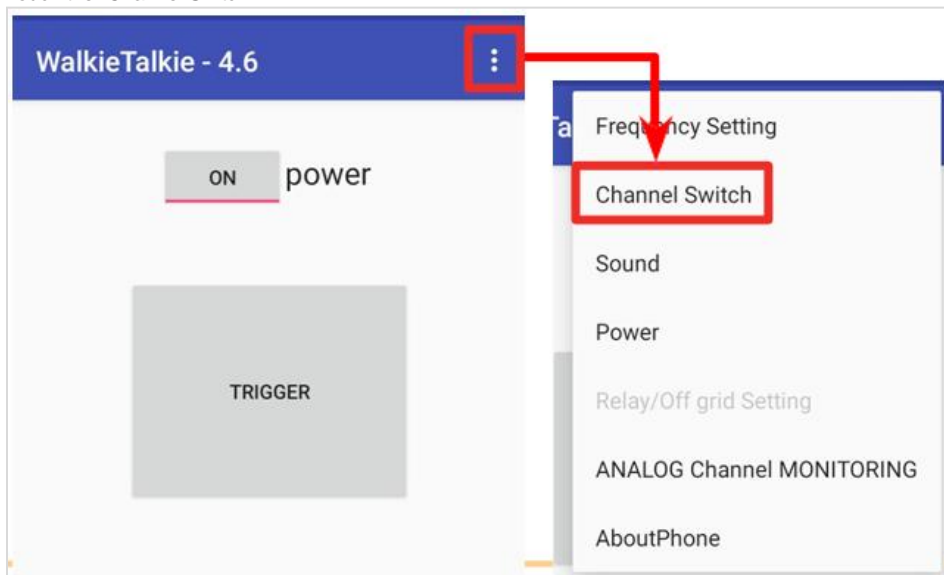 WalkieTalkie - 4.6
ON power
TRIGGER
Ta
Frequency Setting
Channel Switch
Sound
Power
Relay/Off grid Setting
ANALOG Channel MONITORING
AboutPhone